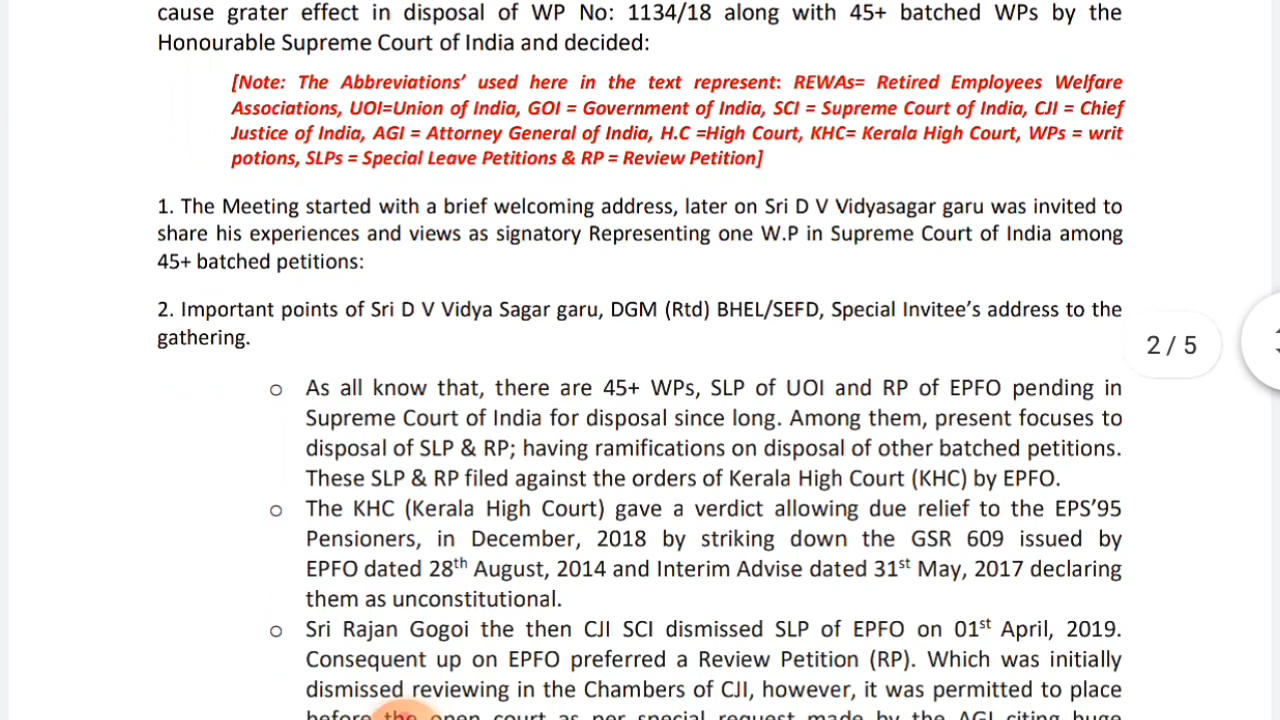 cause grater effect in disposal of WP No: 1134/18 along with 45+ batched WPs by the
Honourable Supreme Court of India and decided:
[Note: The Abbreviations’ used here in the text represent: REWAs= Retired Employees Welfare
Associations, UOI=Union of India, GOI = Government of India, SCI = Supreme Court of India, CJI = Chief
Justice of India, AGI = Attorney General of India, H.C =High Court, KHC= Kerala High Court, WPs = writ
potions, SLPs = Special Leave Petitions & RP = Review Petition]
1. The Meeting started with a brief welcoming address, later on Sri D V Vidyasagar garu was invited to
share his experiences and views as signatory Representing one W.P in Supreme Court of India among
45+ batched petitions:
2. Important points of Sri D V Vidya Sagar garu, DGM (Rtd) BHEL/SEFD, Special Invitee’s address to the
gathering.
2 / 5
o As all know that, there are 45+ WPs, SLP of UOI and RP of EPFO pending in
Supreme Court of India for disposal since long. Among them, present focuses to
disposal of SLP & RP; having ramifications on disposal of other batched petitions.
These SLP & RP filed against the orders of Kerala High Court (KHC) by EPFO.
o The KHC (Kerala High Court) gave a verdict allowing due relief to the EPS’95
Pensioners, in December, 2018 by striking down the GSR 609 issued by
EPFO dated 28th August, 2014 and Interim Advise dated 31st May, 2017 declaring
them as unconstitutional.
o Sri Rajan Gogoi the then CJI SCI dismissed SLP of EPFO on 01st April, 2019.
Consequent up on EPFO preferred a Review Petition (RP). Which was initially
dismissed reviewing in the Chambers of CJI, however, it was permitted to place
before the open court as per special request made by the AGI citing huge